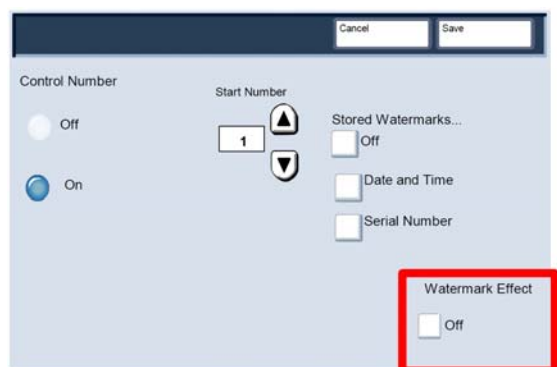 Cancel
Save
Control Number
Off
On
Start Number
1
Stored Watermarks...
Off
Date and Time
Serial Number
Watermark Effect
Off